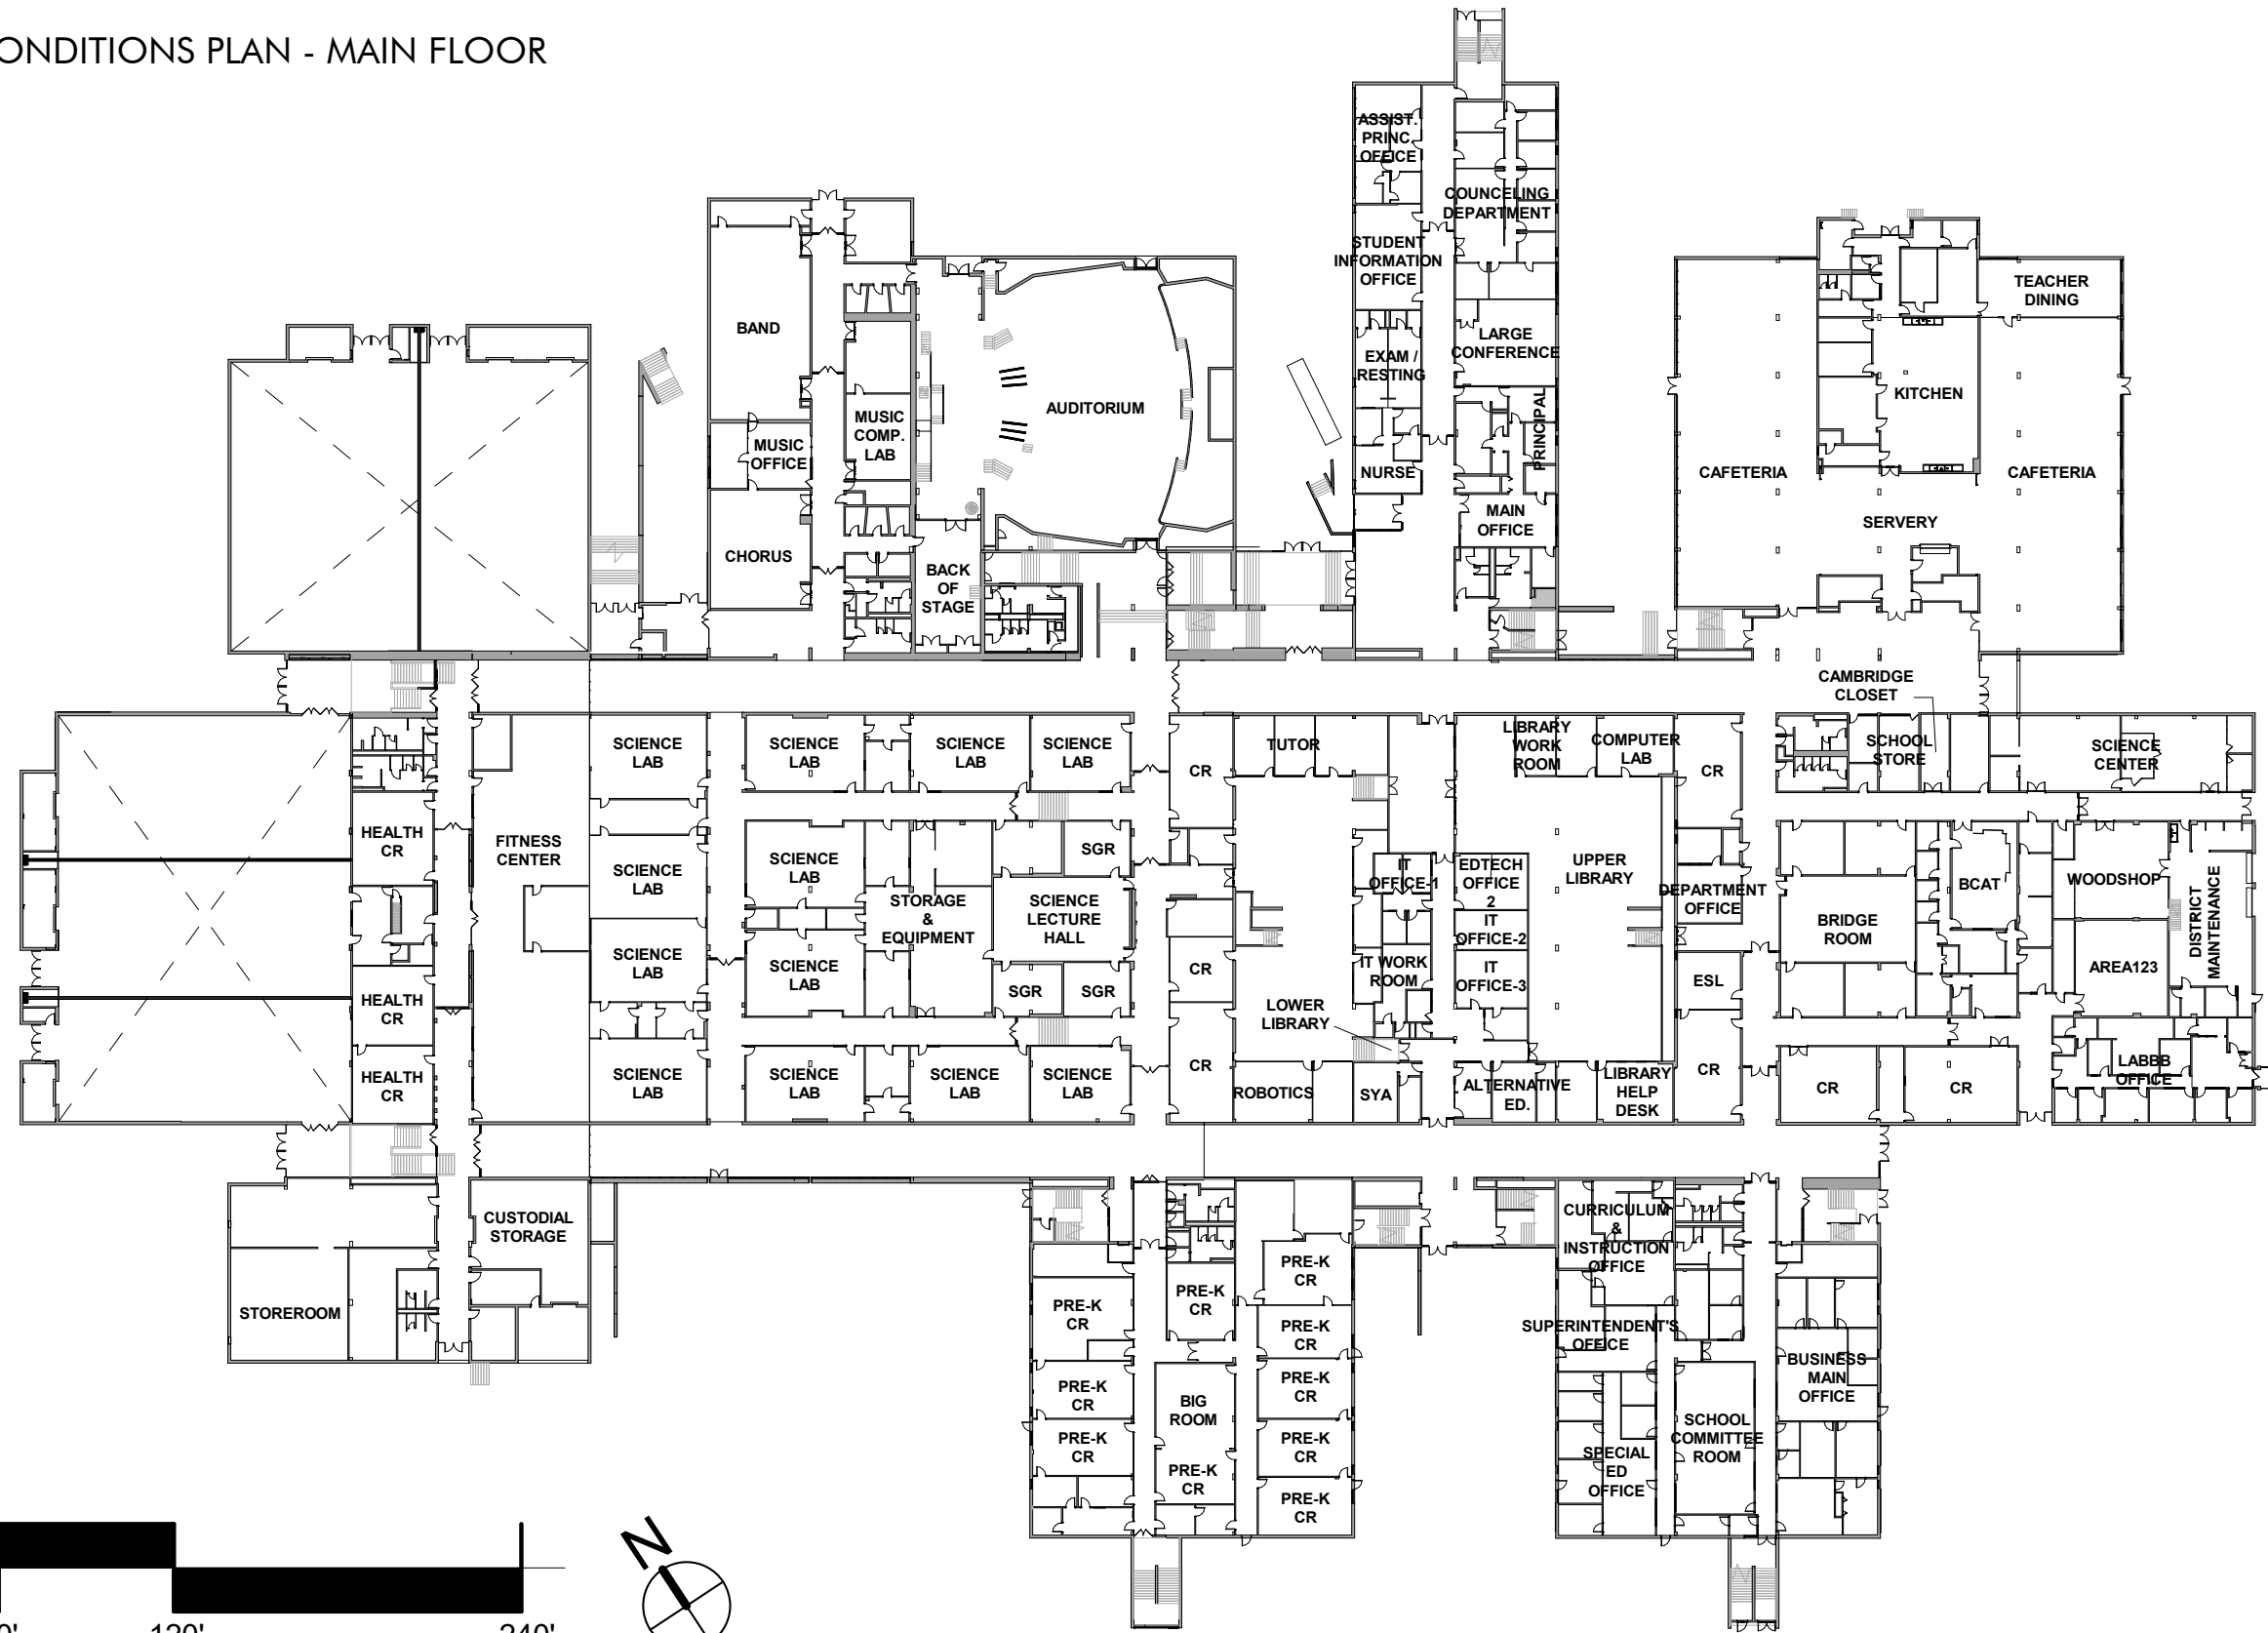 ONDITIONS PLAN - MAIN FLOOR
ASSIST.
PRINC.
OFFICE
COUNCELING
DEPARTMENT
STUDENT
INFORMATION
OFFICE
LARGE
CONFERENCE
EXAM /
RESTING
PRINCIPAL
NURSE
MAIN
OFFICE
BAND
MUSIC
OFFICE
MUSIC
COMP.
LAB
CHORUS
AUDITORIUM
BACK
OF
STAGE
TEACHER
DINING
KITCHEN
CAFETERIA
CAFETERIA
SERVERY
CAMBRIDGE
CLOSET
SCHOOL
STORE
SCIENCE
CENTER
HEALTH
CR
HEALTH
CR
HEALTH
CR
FITNESS
CENTER
SCIENCE
LAB
SCIENCE
LAB
SCIENCE
LAB
SCIENCE
LAB
SCIENCE
LAB
SCIENCE
LAB
SCIENCE
LAB
SCIENCE
LAB
SCIENCE
LAB
SCIENCE
LAB
SCIENCE
LAB
SCIENCE
LAB
STORAGE
&
EQUIPMENT
SGR
SCIENCE
LECTURE
HALL
SGR
SGR
SCIENCE
LAB
CR
CR
CR
TUTOR
LOWER
LIBRARY
ROBOTICS
SYA
IT
OFFICE-1
IT WORK
ROOM
EDTECH
OFFICE
2
IT
OFFICE-2
IT
OFFICE-3
ALTERNATIVE
ED.
LIBRARY
WORK
ROOM
COMPUTER
LAB
UPPER
LIBRARY
LIBRARY
HELP
DESK
CR
DEPARTMENT
OFFICE
ESL
CR
BRIDGE
ROOM
BCAT
WOODSHOP
AREA123
DISTRICT
MAINTENANCE
CR
CR
LABBB
OFFICE
CUSTODIAL
STORAGE
STOREROOM
PRE-K
CR
PRE-K
CR
PRE-K
CR
PRE-K
CR
BIG
ROOM
PRE-K
CR
PRE-K
CR
PRE-K
CR
PRE-K
CR
PRE-K
CR
PRE-K
CR
CURRICULUM
&
INSTRUCTION
OFFICE
SUPERINTENDENT'S
OFFICE
SPECIAL
ED
OFFICE
SCHOOL
COMMITTEE
ROOM
BUSINESS
MAIN
OFFICE
N
0'
120'
240'